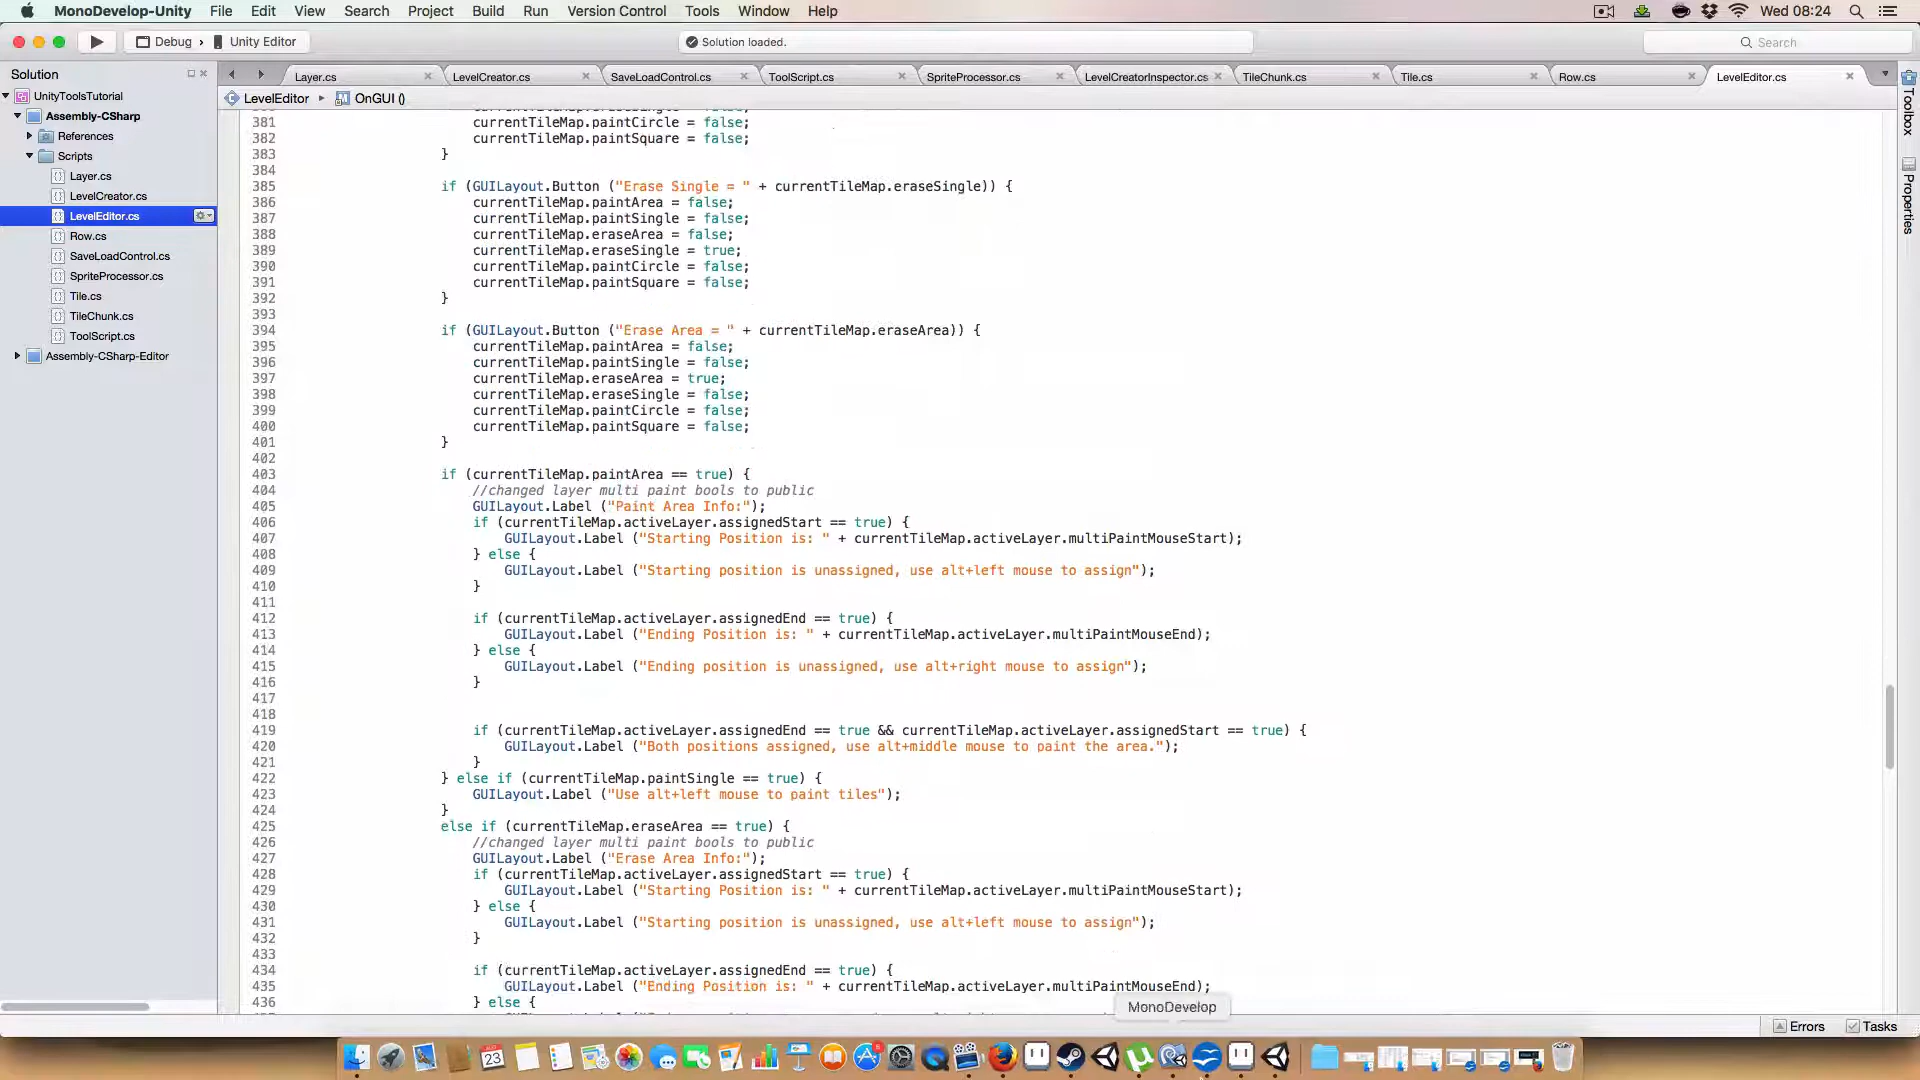 MonoDevelop-Unity File Edit View Search Project Build Run Version Control Tools Window Help Wed 08:24
Debug › Unity Editor
Solution loaded.
Search
Solution
Layer.cs LevelCreator.cs SaveLoadControl.cs ToolScript.cs SpriteProcessor.cs LevelCreatorInspector.cs TileChunk.cs Tile.cs Row.cs LevelEditor.cs
LevelEditor ▸ OnGUI ()
UnityToolsTutorial
Assembly-CSharp
References
Scripts
Layer.cs
LevelCreator.cs
LevelEditor.cs
Row.cs
SaveLoadControl.cs
SpriteProcessor.cs
Tile.cs
TileChunk.cs
ToolScript.cs
Assembly-CSharp-Editor
381 currentTileMap.paintCircle = false;
382 currentTileMap.paintSquare = false;
383 }
384
385 if (GUILayout.Button ("Erase Single = " + currentTileMap.eraseSingle)) {
386 currentTileMap.paintArea = false;
387 currentTileMap.paintSingle = false;
388 currentTileMap.eraseArea = false;
389 currentTileMap.eraseSingle = true;
390 currentTileMap.paintCircle = false;
391 currentTileMap.paintSquare = false;
392 }
393
394 if (GUILayout.Button ("Erase Area = " + currentTileMap.eraseArea)) {
395 currentTileMap.paintArea = false;
396 currentTileMap.paintSingle = false;
397 currentTileMap.eraseArea = true;
398 currentTileMap.eraseSingle = false;
399 currentTileMap.paintCircle = false;
400 currentTileMap.paintSquare = false;
401 }
402
403 if (currentTileMap.paintArea == true) {
404 //changed layer multi paint bools to public
405 GUILayout.Label ("Paint Area Info:");
406 if (currentTileMap.activeLayer.assignedStart == true) {
407 GUILayout.Label ("Starting Position is: " + currentTileMap.activeLayer.multiPaintMouseStart);
408 } else {
409 GUILayout.Label ("Starting position is unassigned, use alt+left mouse to assign");
410 }
411
412 if (currentTileMap.activeLayer.assignedEnd == true) {
413 GUILayout.Label ("Ending Position is: " + currentTileMap.activeLayer.multiPaintMouseEnd);
414 } else {
415 GUILayout.Label ("Ending position is unassigned, use alt+right mouse to assign");
416 }
417
418
419 if (currentTileMap.activeLayer.assignedEnd == true && currentTileMap.activeLayer.assignedStart == true) {
420 GUILayout.Label ("Both positions assigned, use alt+middle mouse to paint the area.");
421 }
422 } else if (currentTileMap.paintSingle == true) {
423 GUILayout.Label ("Use alt+left mouse to paint tiles");
424 }
425 else if (currentTileMap.eraseArea == true) {
426 //changed layer multi paint bools to public
427 GUILayout.Label ("Erase Area Info:");
428 if (currentTileMap.activeLayer.assignedStart == true) {
429 GUILayout.Label ("Starting Position is: " + currentTileMap.activeLayer.multiPaintMouseStart);
430 } else {
431 GUILayout.Label ("Starting position is unassigned, use alt+left mouse to assign");
432 }
433
434 if (currentTileMap.activeLayer.assignedEnd == true) {
435 GUILayout.Label ("Ending Position is: " + currentTileMap.activeLayer.multiPaintMouseEnd);
436 } else {
Toolbox
Properties
MonoDevelop
Errors Tasks
23